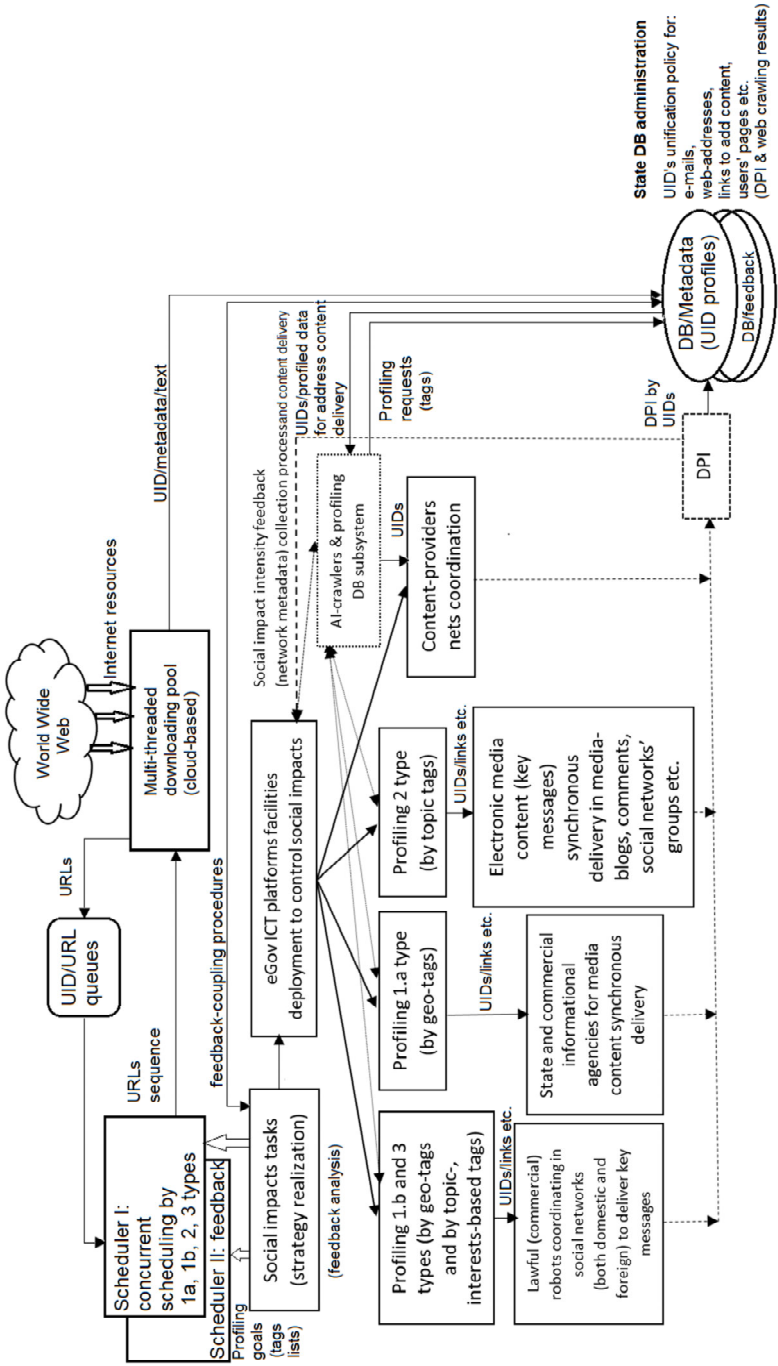 World Wide
Web
Internet resources
URLs
UID/URL
queues
Multi-threaded
downloading pool
(cloud-based)
UID/metadata/text
URLs
sequence
Scheduler I:
concurrent
scheduling by
1a, 1b, 2, 3 types
Scheduler II: feedback
Profiling
goals
(tags
lists)
feedback-coupling procedures
Social impacts tasks
(strategy realization)
(feedback analysis)
eGov ICT platforms facilities
deployment to control social impacts
Social impact intensity feedback
(network metadata) collection processand content delivery
UIDs/profiled data
for address content
delivery
Profiling
requests
(tags)
AI-crawlers & profiling
DB subsystem
UIDs
Profiling 1.b and 3
types (by geo-tags
and by topic-,
interests-based tags)
Profiling 1.a type
(by geo-tags)
Profiling 2 type
(by topic tags)
Content-providers
nets coordination
UIDs/links etc.
UIDs/links etc.
UIDs/links etc.
Lawful (commercial)
robots coordinating in
social networks
(both domestic and
foreign) to deliver key
messages
State and commercial
informational
agencies for media
content synchronous
delivery
Electronic media
content (key
messages)
synchronous
delivery in media-
blogs, comments,
social networks'
groups etc.
DPI
DPI by
UIDs
DB/Metadata
(UID profiles)
DB/feedback
State DB administration
UID's unification policy for:
e-mails,
web-addresses,
links to add content,
users' pages etc.
(DPI & web crawling results)